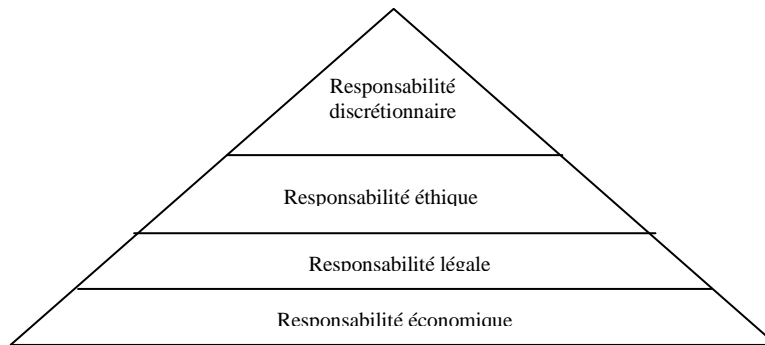 Responsabilité
discrétionnaire
Responsabilité éthique
Responsabilité légale
Responsabilité économique